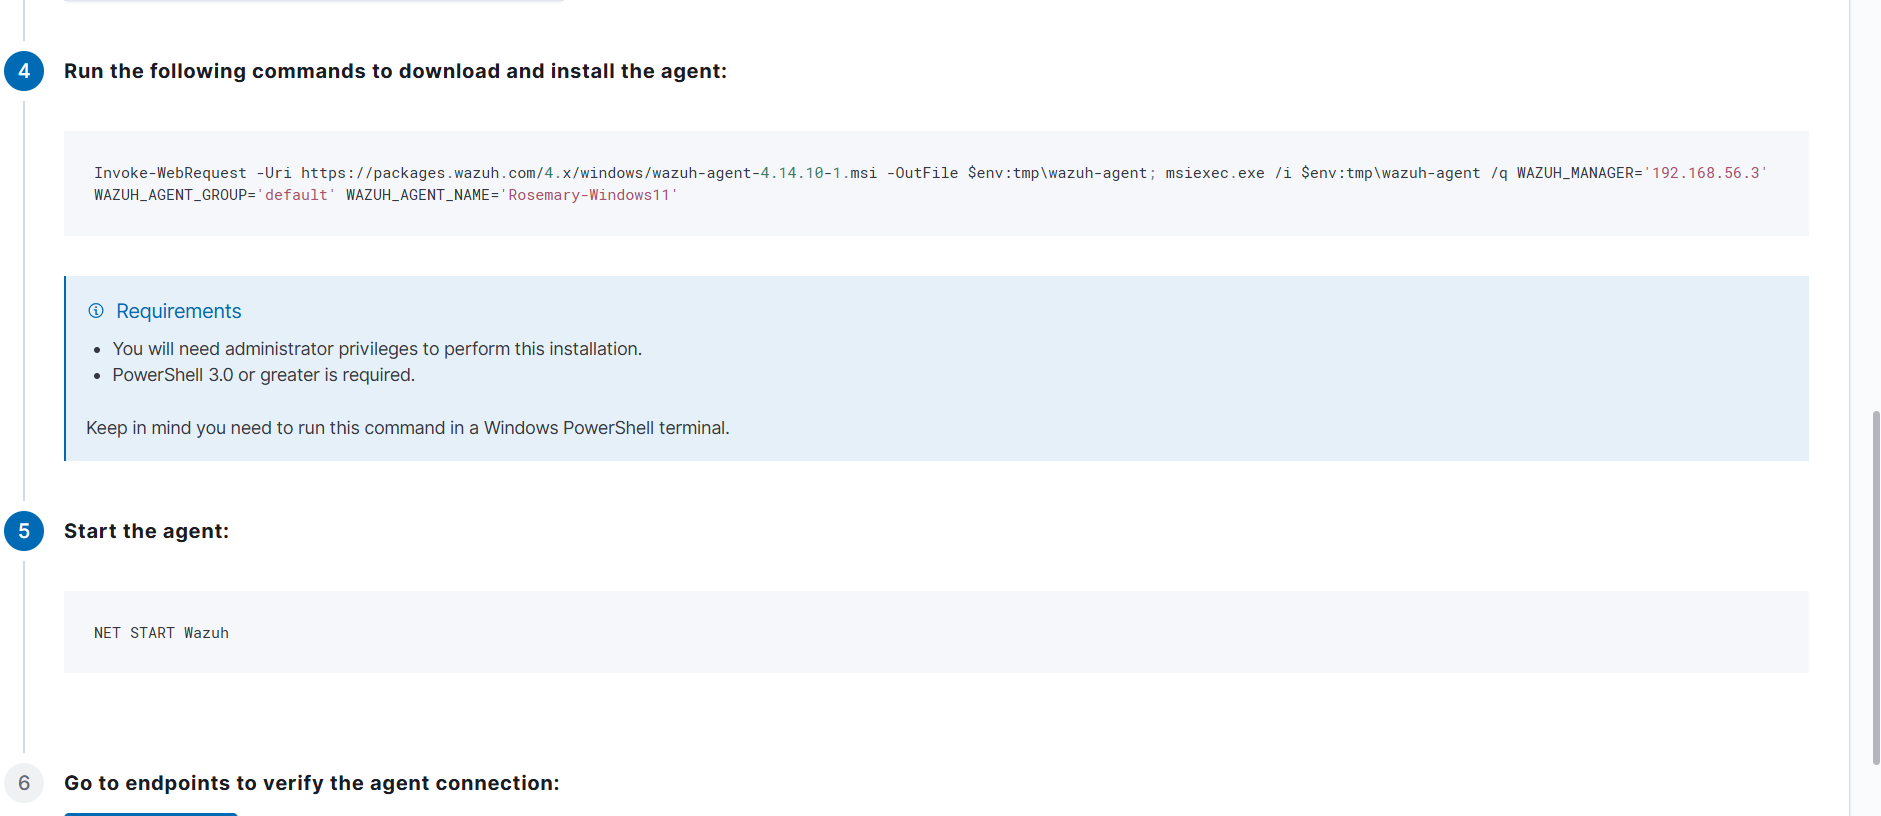 4
Run the following commands to download and install the agent:
Invoke-WebRequest -Uri https://packages.wazuh.com/4.x/windows/wazuh-agent-4.14.10-1.msi -OutFile $env:tmp\wazuh-agent; msiexec.exe /i $env:tmp\wazuh-agent /q WAZUH_MANAGER='192.168.56.3'
WAZUH_AGENT_GROUP='default' WAZUH_AGENT_NAME='Rosemary-Windows11'
Requirements
• You will need administrator privileges to perform this installation.
• PowerShell 3.0 or greater is required.
Keep in mind you need to run this command in a Windows PowerShell terminal.
5
Start the agent:
NET START Wazuh
6
Go to endpoints to verify the agent connection: